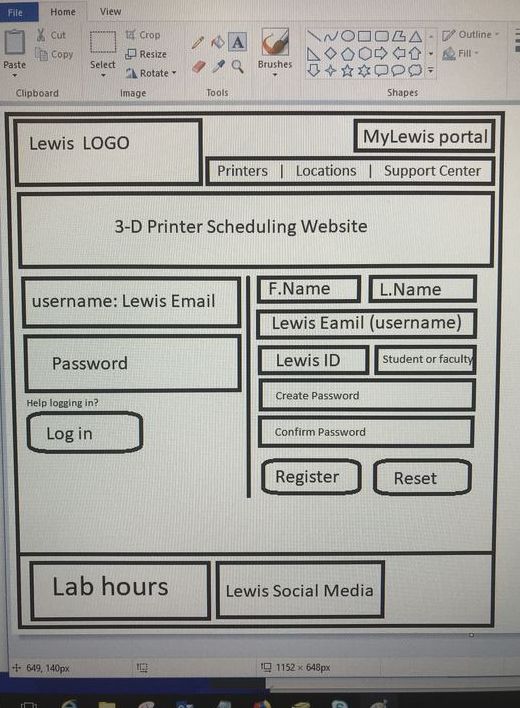 File Home View
Cut
Copy
Paste
Clipboard
Select
Crop
Resize
Rotate
Image
A
Tools
Brushes
Outline
Fill
Shapes
Lewis LOGO
MyLewis portal
Printers | Locations | Support Center
3-D Printer Scheduling Website
username: Lewis Email
Password
Help logging in?
Log in
F.Name
L.Name
Lewis Eamil (username)
Lewis ID
Student or faculty
Create Password
Confirm Password
Register
Reset
Lab hours
Lewis Social Media
649, 140px
1152 × 648px